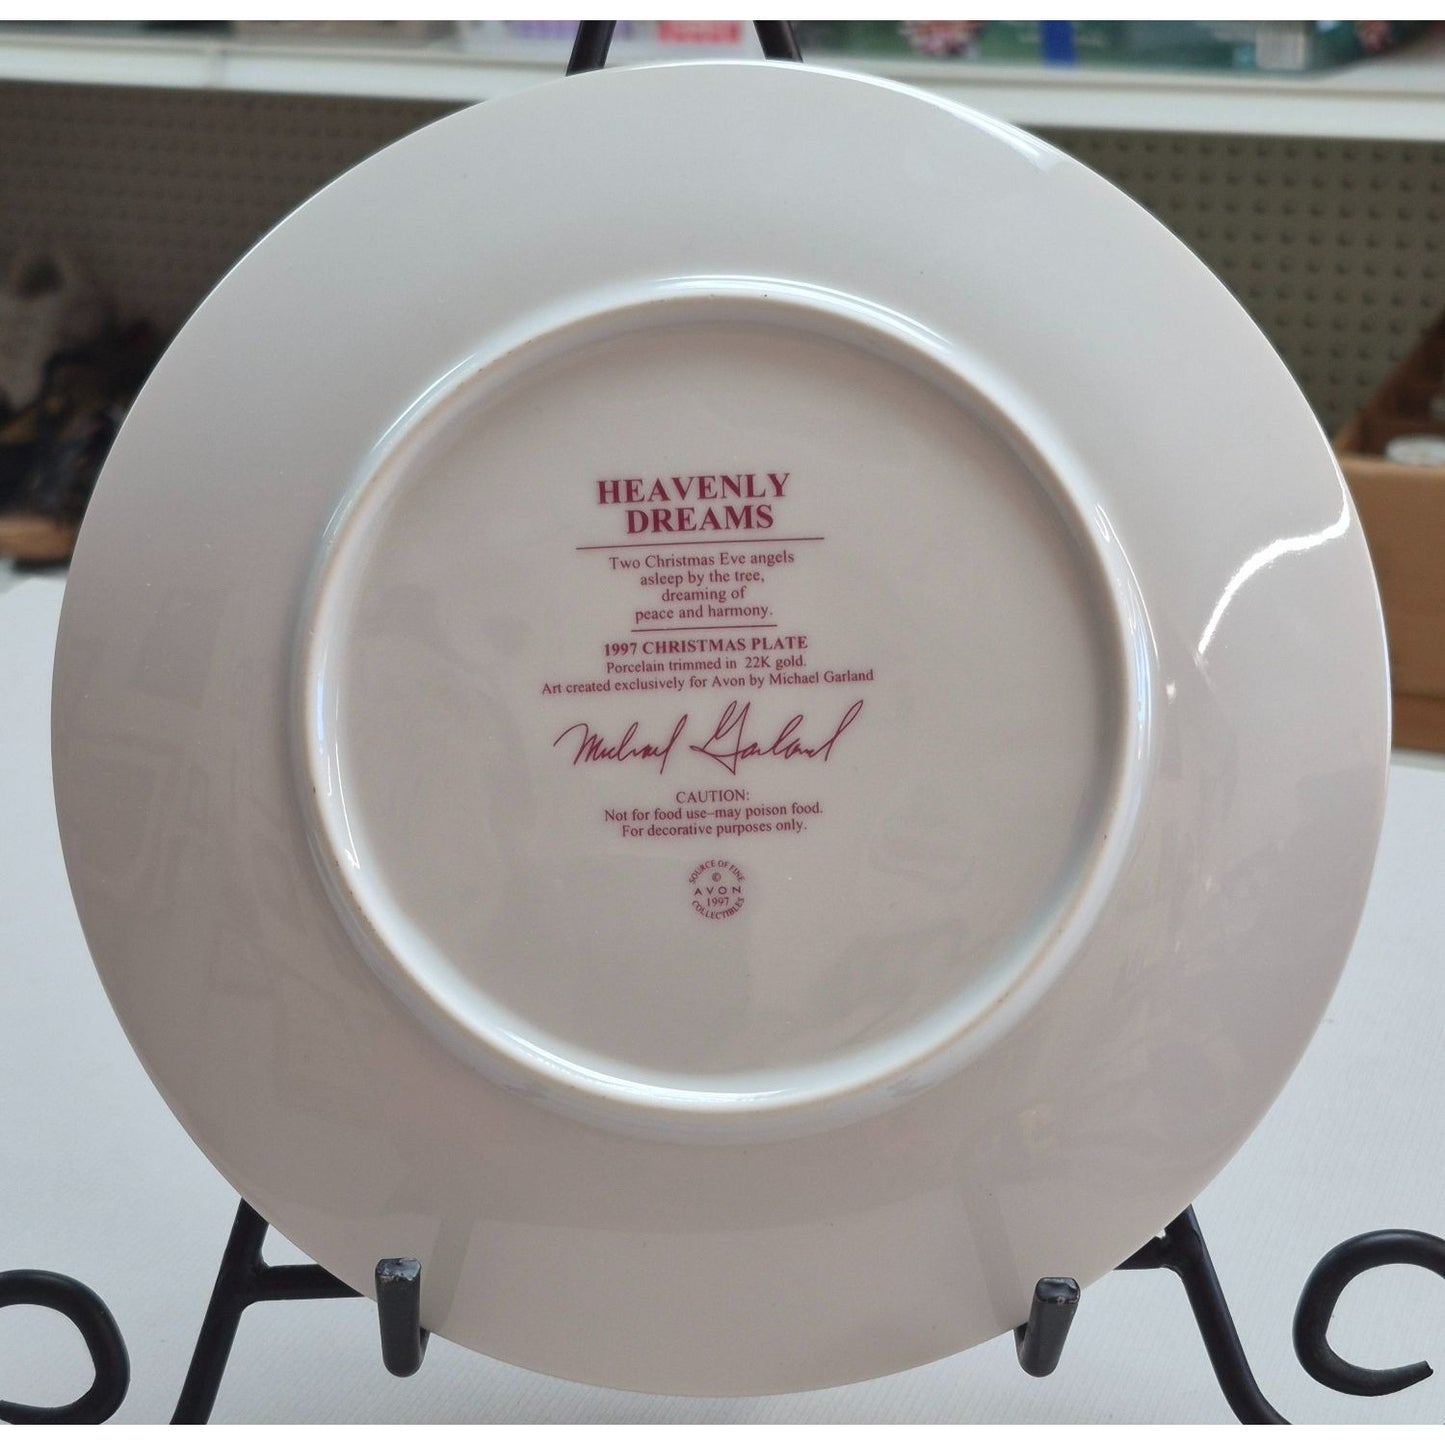 HEAVENLY
DREAMS
Two Christmas Eve angels
asleep by the tree,
dreaming of
peace and harmony.
1997 CHRISTMAS PLATE
Porcelain trimmed in 22K gold.
Art created exclusively for Avon by Michael Garland
Michael Garland
CAUTION:
Not for food use–may poison food.
For decorative purposes only.
SOURCE OF FINE
©
AVON
1997
COLLECTIBLES